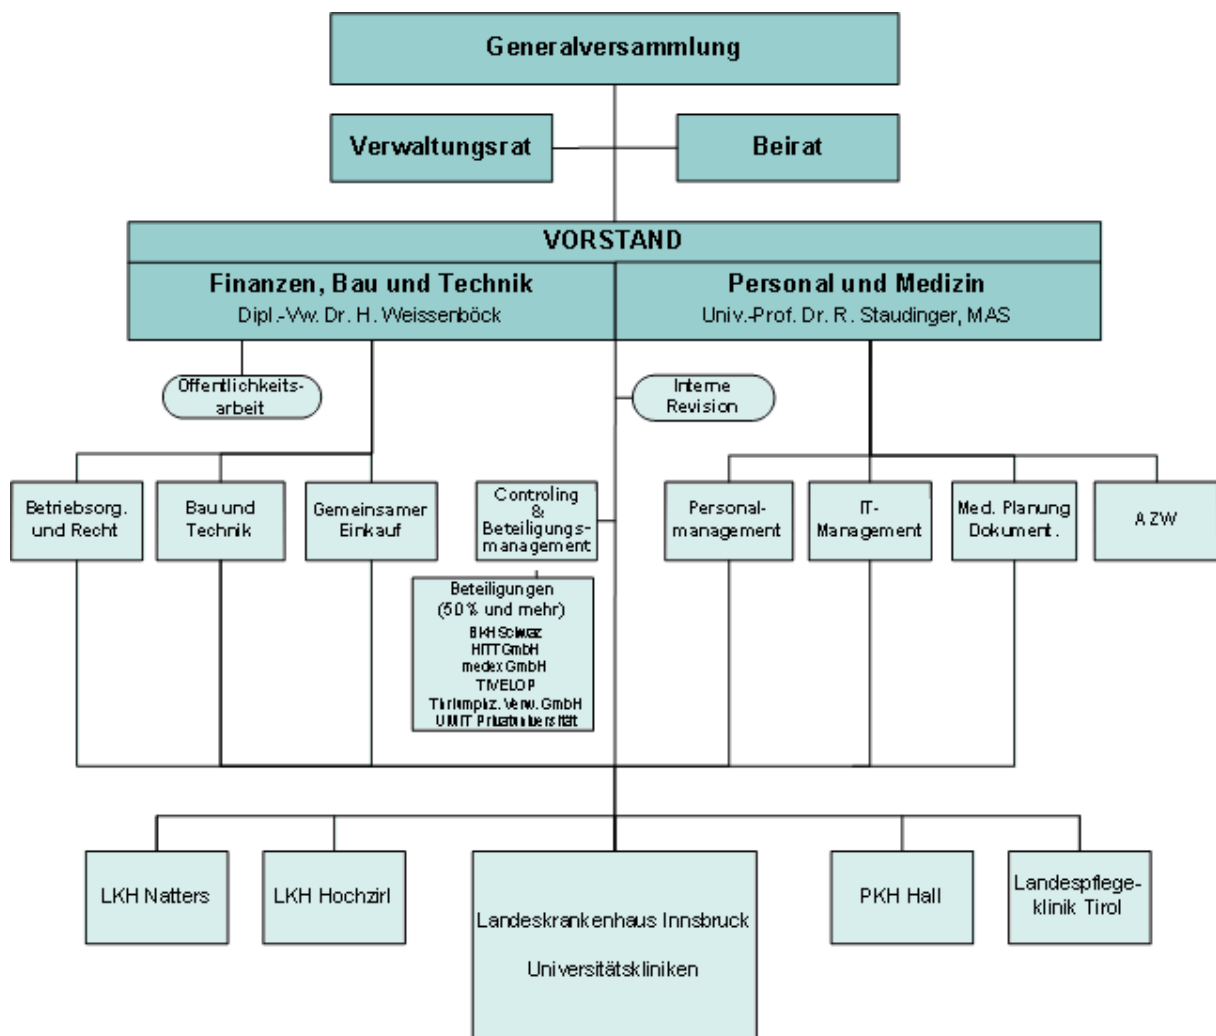 Generalversammlung
Verwaltungsrat
Beirat
VORSTAND
Finanzen, Bau und Technik
Dipl.-Vw. Dr. H. Weissenböck
Personal und Medizin
Univ.-Prof. Dr. R. Staudinger, MAS
Öffentlichkeits-
arbeit
Interne
Revision
Betriebsorg.
und Recht
Bau und
Technik
Gemeinsamer
Einkauf
Controling
&
Beteiligungs-
management
Personal-
management
IT-
Management
Med. Planung
Dokument.
AZW
Beteiligungen
(50% und mehr)
BKH Schwaz
HITT GmbH
medex GmbH
Verw. GmbH
UMIT Privatuniversität
LKH Natters
LKH Hochzirl
Landeskrankenhaus Innsbruck
Universitätskliniken
PKH Hall
Landespflege-
klinik Tirol